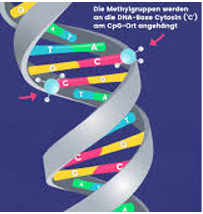 Die Methylgruppen werden
an die DNA-Base Cytosin ('C')
am CpG-Ort angehängt
G
T A
G C
C G
T A
T
G C
C
G
A
T